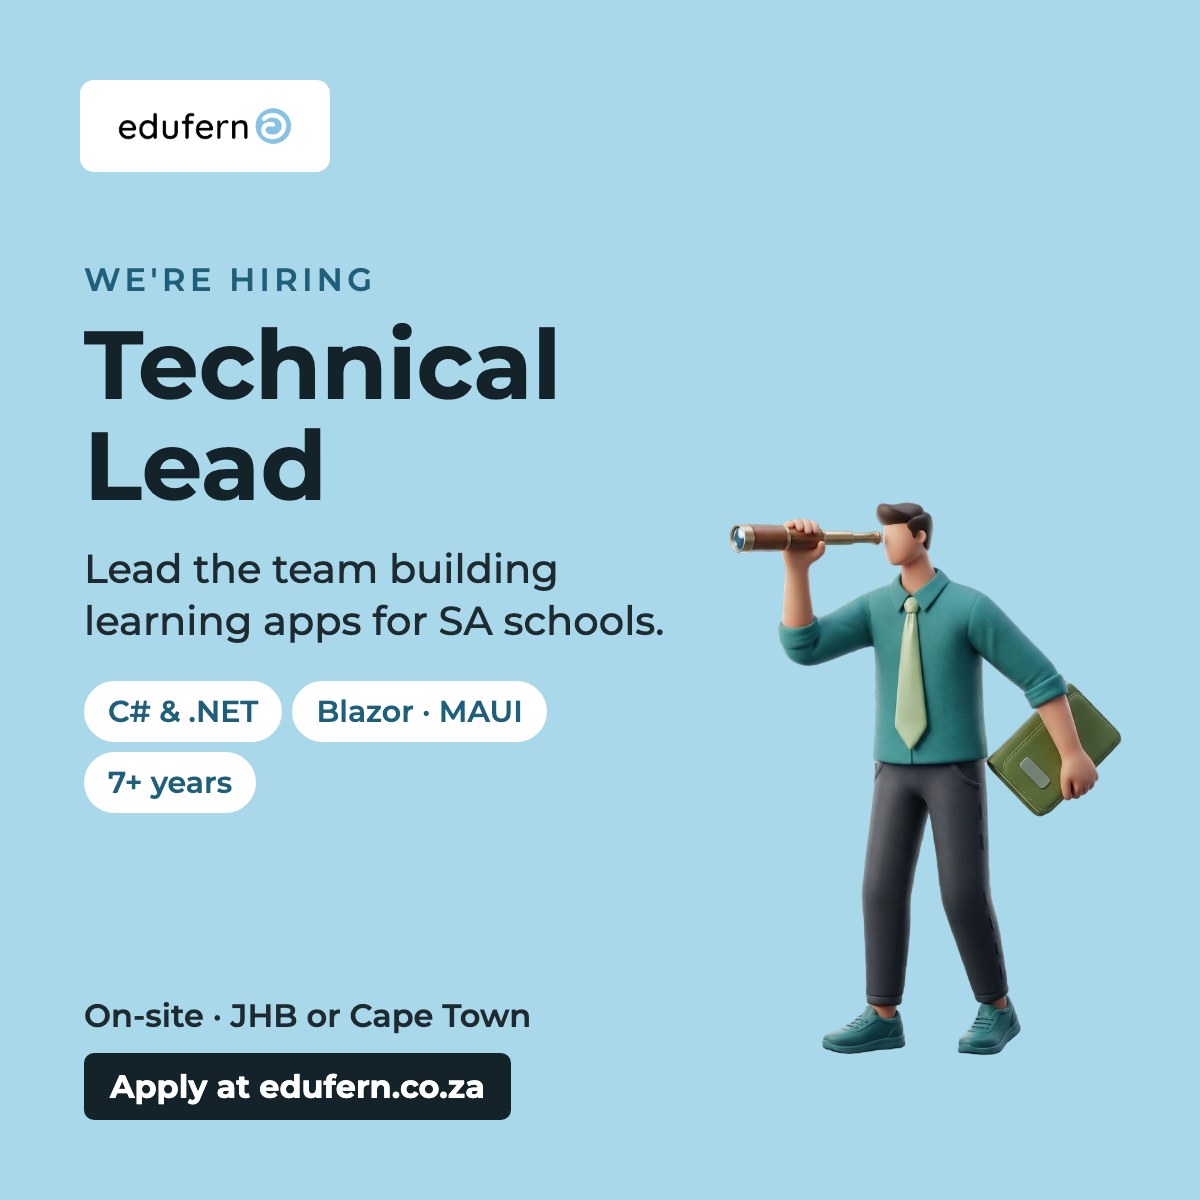 edufern
WE'RE HIRING
Technical
Lead
Lead the team building
learning apps for SA schools.
C# & .NET
Blazor · MAUI
7+ years
On-site · JHB or Cape Town
Apply at edufern.co.za